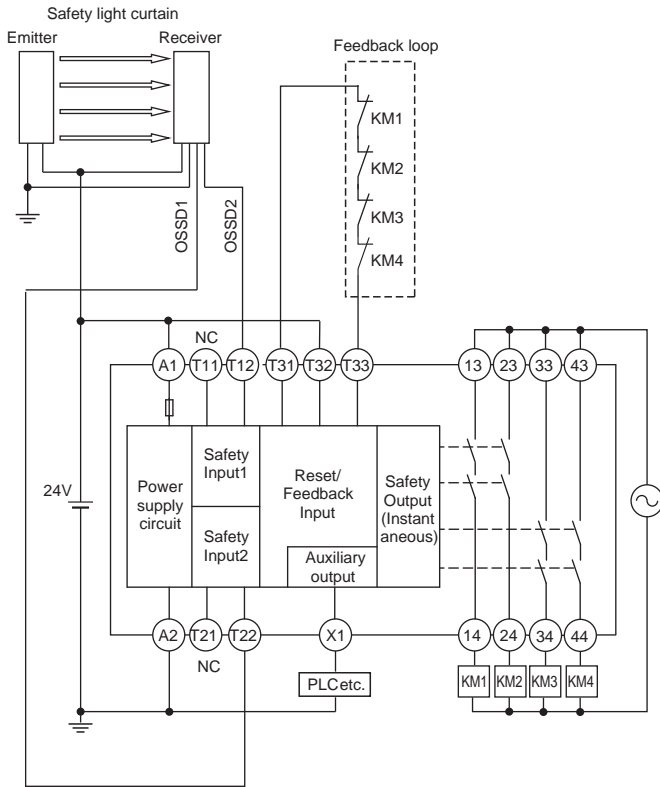 Safety light curtain
Emitter
Receiver
Feedback loop
KM1
KM2
KM3
KM4
OSSD1
OSSD2
NC
A1
T11
T12
T31
T32
T33
13
23
33
43
24V
Power
supply
circuit
Safety
Input1
Safety
Input2
Reset/
Feedback
Input
Auxiliary
output
Safety
Output
(Instant
aneous)
A2
T21
T22
X1
14
24
34
44
NC
PLC etc.
KM1
KM2
KM3
KM4